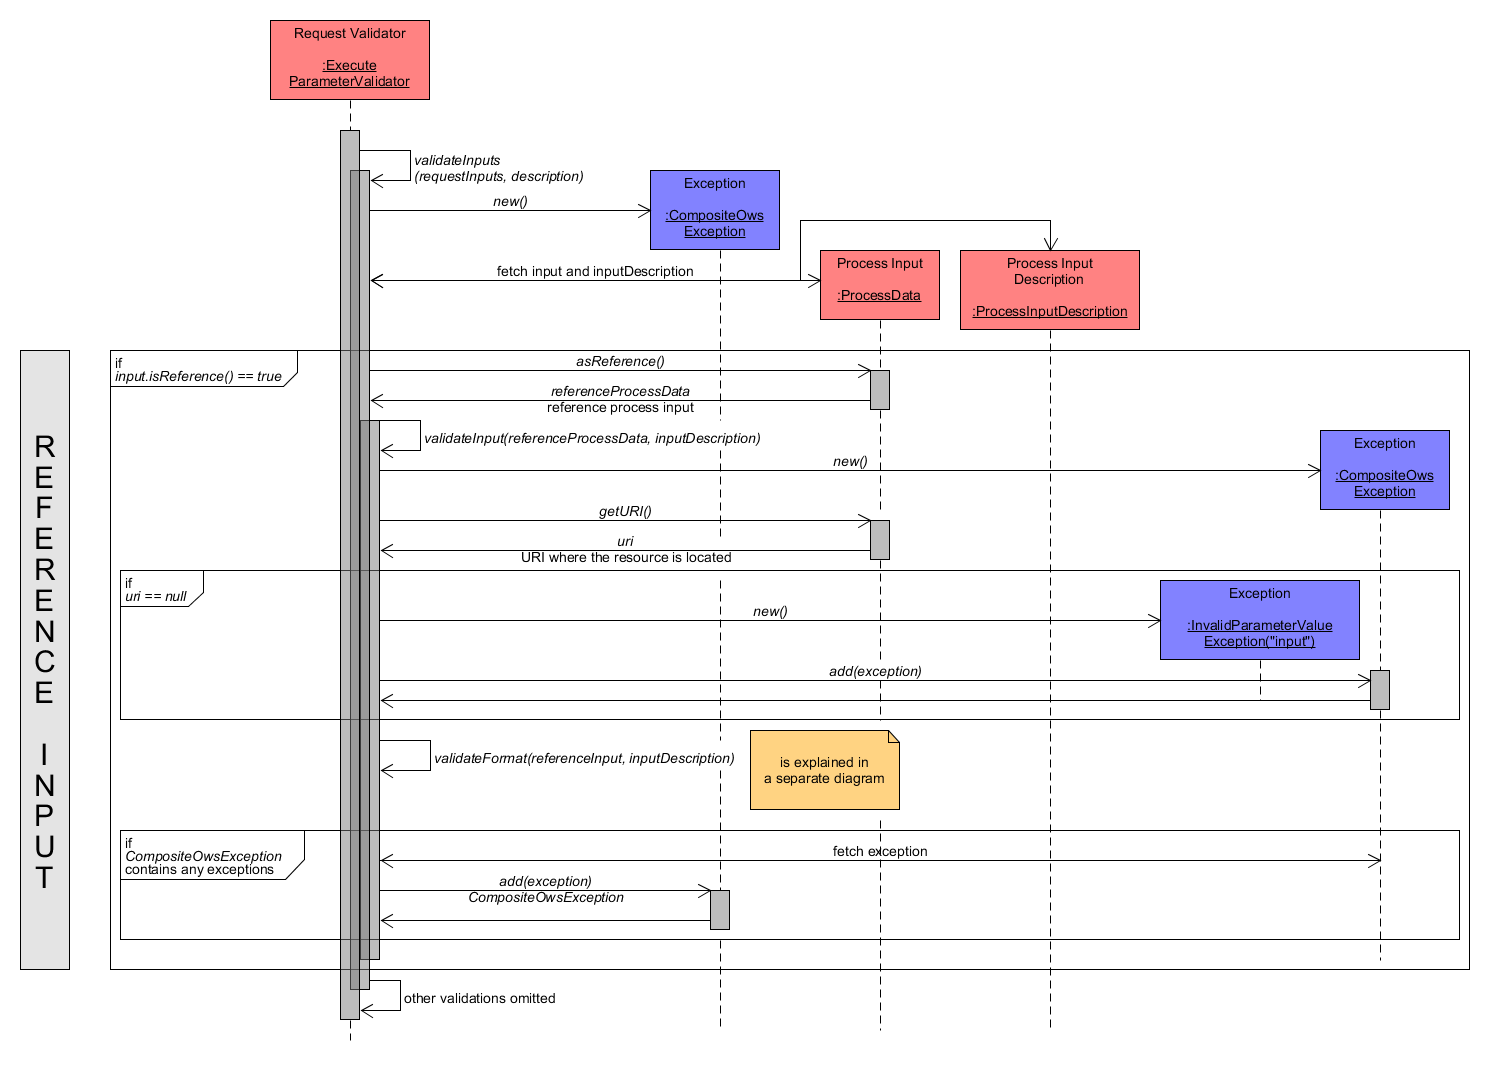 Request Validator
:Execute
ParameterValidator
validateInputs
(requestInputs, description)
new()
Exception
:CompositeOws
Exception
fetch input and inputDescription
Process Input
:ProcessData
Process Input
Description
:ProcessInputDescription
REFERENCE INPUT
if
input.isReference() == true
asReference()
referenceProcessData
reference process input
validateInput(referenceProcessData, inputDescription)
new()
Exception
:CompositeOws
Exception
getURI()
uri
URI where the resource is located
if
uri == null
new()
Exception
:InvalidParameterValue
Exception("input")
add(exception)
validateFormat(referenceInput, inputDescription)
is explained in
a separate diagram
if
CompositeOwsException
contains any exceptions
fetch exception
add(exception)
CompositeOwsException
other validations omitted